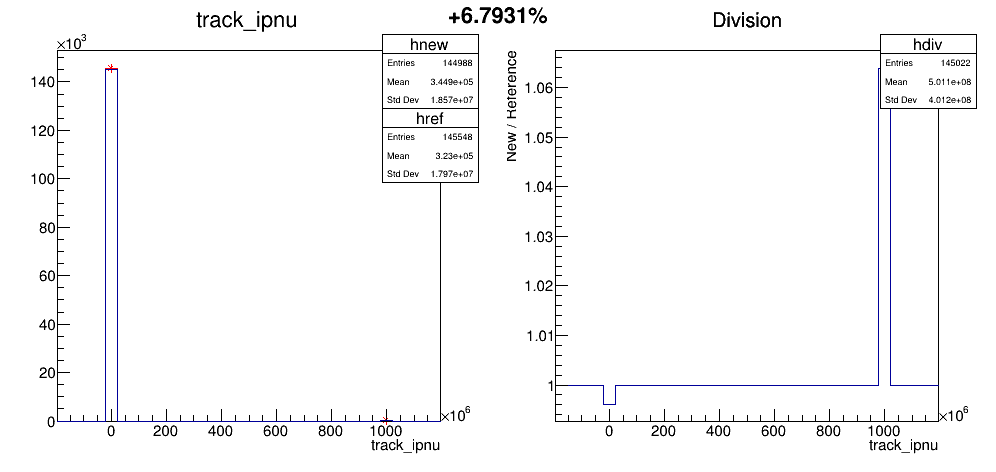 track_ipnu
+6.7931%
Division
×10³
hnew
Entries 144988
Mean 3.449e+05
Std Dev 1.857e+07
href
Entries 145548
Mean 3.23e+05
Std Dev 1.797e+07
140
120
100
80
60
40
20
0
0 200 400 600 800 1000
×10⁶
track_ipnu
New / Reference
hdiv
Entries 145022
Mean 5.011e+08
Std Dev 4.012e+08
1.06
1.05
1.04
1.03
1.02
1.01
1
0 200 400 600 800 1000
×10⁶
track_ipnu